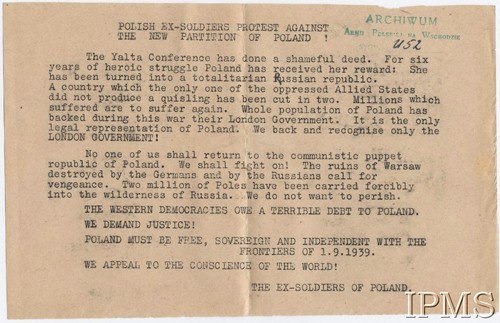 POLISH EX-SOLDIERS PROTEST AGAINST
THE NEW PARTITION OF POLAND !
ARCHIWUM
ARMII POLSKIEJ NA WSCHODZIE
The Yalta Conference has done a shameful deed. For six
years of heroic struggle Poland has received her reward: She
has been turned into a totalitarian Russian republic.
A country which the only one of the oppressed Allied States
did not produce a quisling has been cut in two. Millions which
suffered are to suffer again. Whole population of Poland has
backed during this war their London Government. It is the only
legal representation of Poland. We back and recognise only the
LONDON GOVERNMENT!
No one of us shall return to the communistic puppet
republic of Poland. We shall fight on! The ruins of Warsaw
destroyed by the Germans and by the Russians call for
vengeance. Two million of Poles have been carried forcibly
into the wilderness of Russia. We do not want to perish.
THE WESTERN DEMOCRACIES OWE A TERRIBLE DEBT TO POLAND.
WE DEMAND JUSTICE!
POLAND MUST BE FREE, SOVEREIGN AND INDEPENDENT WITH THE
FRONTIERS OF 1.9.1939.
WE APPEAL TO THE CONSCIENCE OF THE WORLD!
THE EX-SOLDIERS OF POLAND.
IPMS